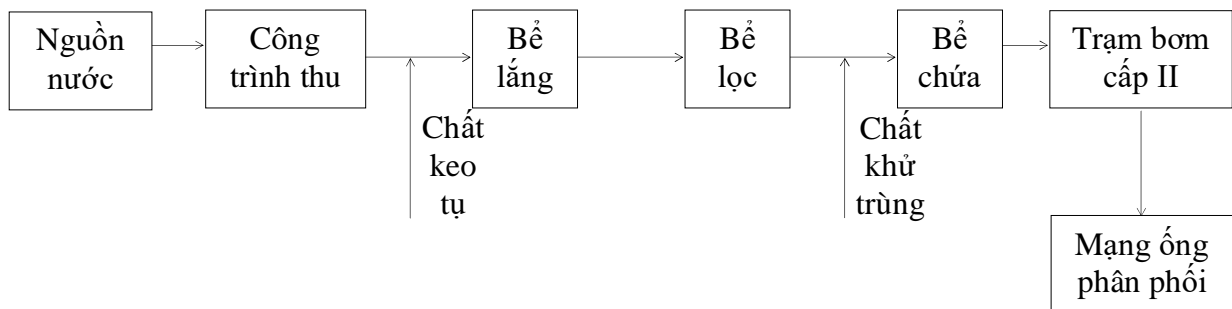 Nguồn
nước
Công
trình thu
Bể
lắng
Bể
lọc
Bể
chứa
Trạm bơm
cấp II
Chất
keo
tụ
Chất
khử
trùng
Mạng ống
phân phối